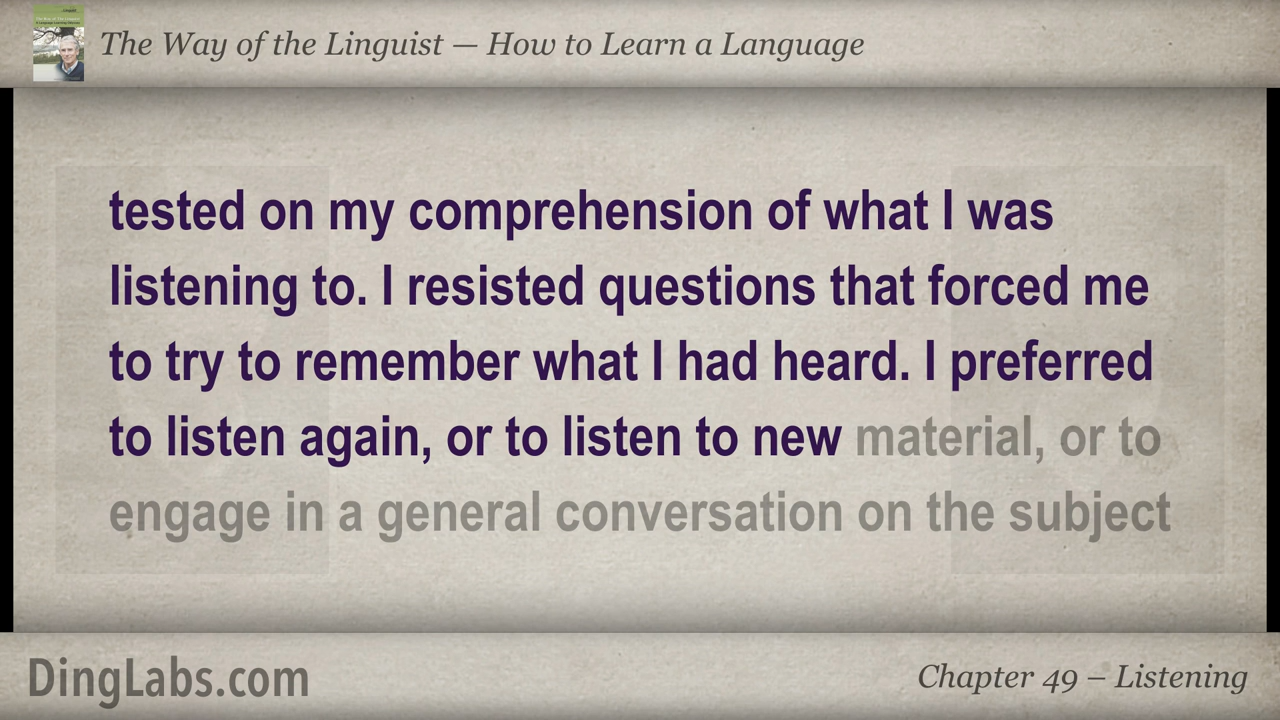 The Way of the Linguist — How to Learn a Language
tested on my comprehension of what I was
listening to. I resisted questions that forced me
to try to remember what I had heard. I preferred
to listen again, or to listen to new material, or to
engage in a general conversation on the subject
DingLabs.com
Chapter 49 – Listening